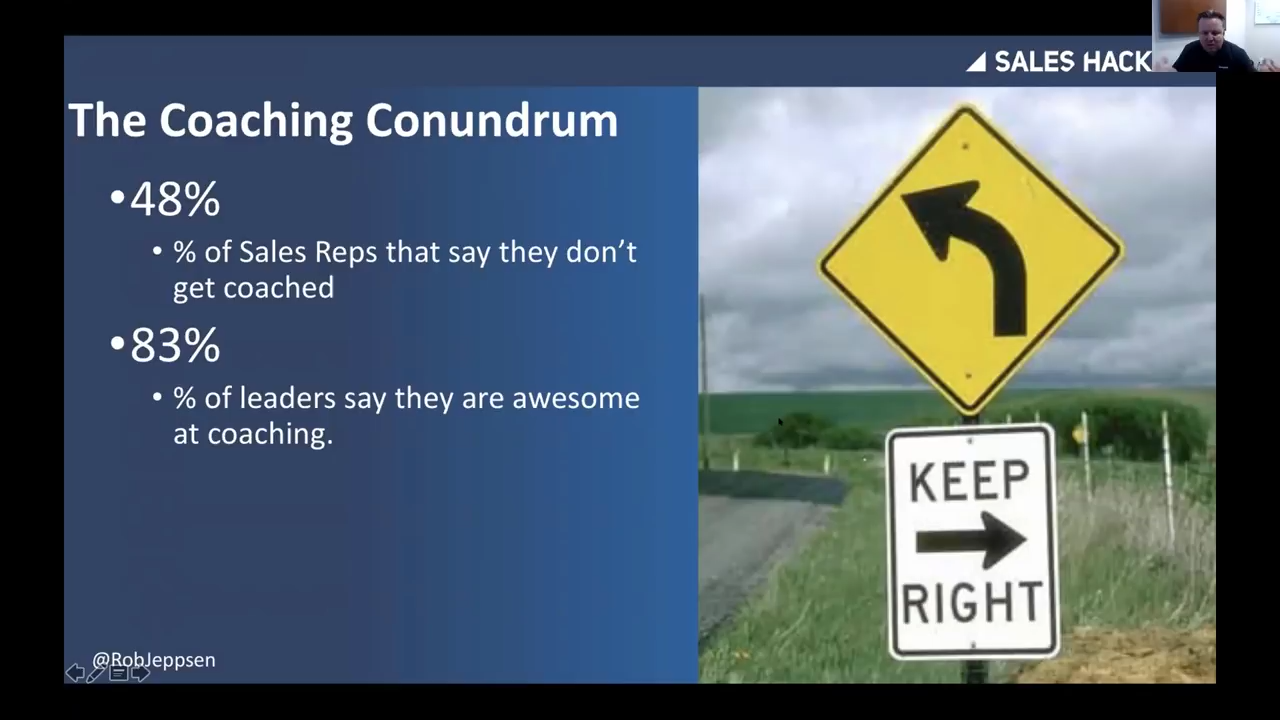 SALES HACK
The Coaching Conundrum
•48%
• % of Sales Reps that say they don’t
get coached
•83%
• % of leaders say they are awesome
at coaching.
@RobJeppsen
KEEP
RIGHT